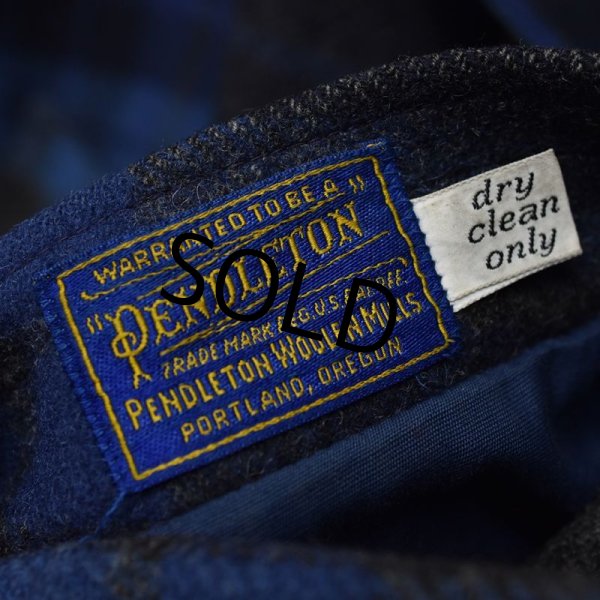 WARRANTED TO BE A"
"PENDLETON
TRADE MARK REG. U.S. PAT. OFF.
PENDLETON WOOLEN MILLS
PORTLAND, OREGON
dry
clean
only
SOLD